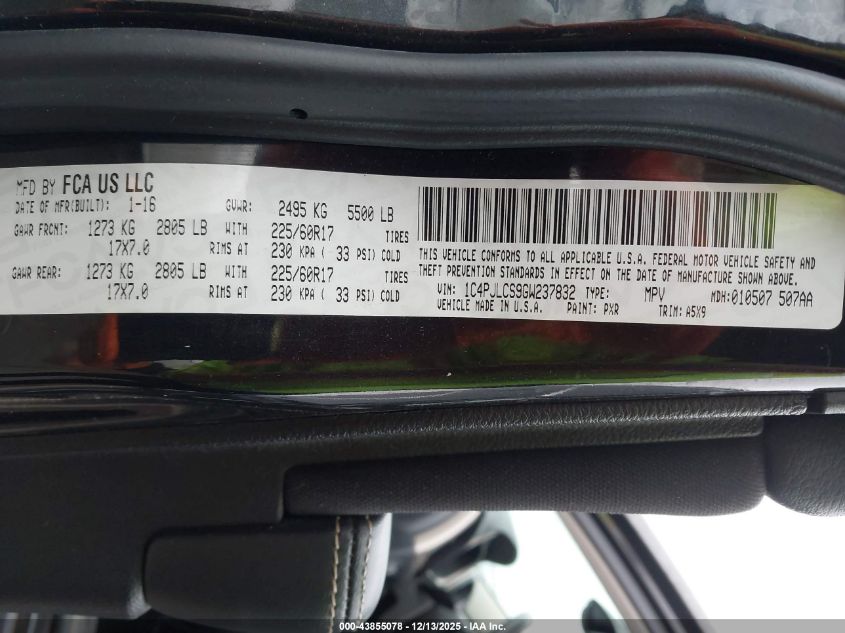 MFD BY FCA US LLC
DATE OF MFR(BUILT): 1-16 GVWR: 2495 KG 5500 LB
GAWR FRONT: 1273 KG 2805 LB WITH 225/60R17 TIRES
17X7.0 RIMS AT 230 KPA ( 33 PSI) COLD
GAWR REAR: 1273 KG 2805 LB WITH 225/60R17 TIRES
17X7.0 RIMS AT 230 KPA ( 33 PSI) COLD
THIS VEHICLE CONFORMS TO ALL APPLICABLE U.S.A. FEDERAL MOTOR VEHICLE SAFETY AND
THEFT PREVENTION STANDARDS IN EFFECT ON THE DATE OF MANUFACTURE SHOWN ABOVE.
VIN: 1C4PJLCS9GW237832 TYPE: MPV MDH:010507 507AA
VEHICLE MADE IN U.S.A. PAINT: PXR TRIM: A5X9
000-43855078 - 12/13/2025 - IAA Inc.